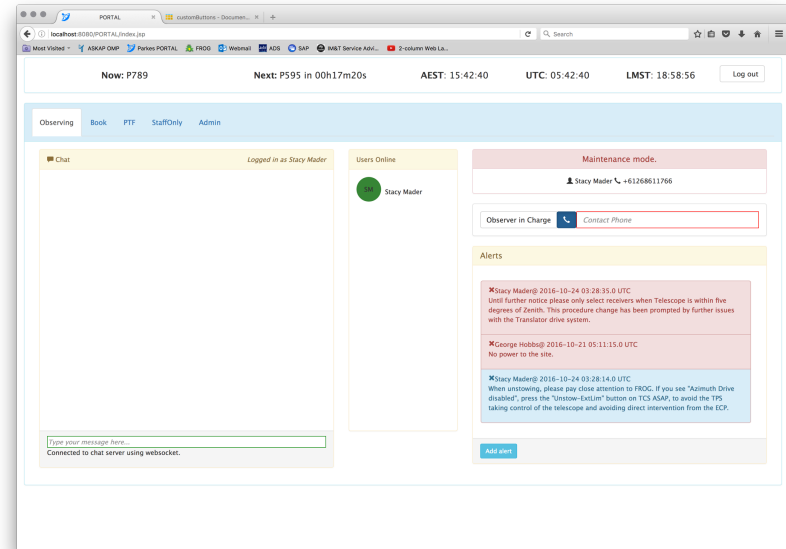 PORTAL
customButtons - Documen...
localhost:8080/PORTAL/index.jsp
Search
Most Visited
ASKAP OMP
Parkes PORTAL
FROG
Webmail
ADS
SAP
IM&T Service Advi...
2-column Web La...
Now: P789
Next: P595 in 00h17m20s
AEST: 15:42:40
UTC: 05:42:40
LMST: 18:58:56
Log out
Observing
Book
PTF
StaffOnly
Admin
Chat
Logged in as Stacy Mader
Users Online
SM
Stacy Mader
Type your message here...
Connected to chat server using websocket.
Maintenance mode.
Stacy Mader +61268611766
Observer in Charge
Contact Phone
Alerts
Stacy Mader@ 2016-10-24 03:28:35.0 UTC
Until further notice please only select receivers when Telescope is within five
degrees of Zenith. This procedure change has been prompted by further issues
with the Translator drive system.
George Hobbs@ 2016-10-21 05:11:15.0 UTC
No power to the site.
Stacy Mader@ 2016-10-24 03:28:14.0 UTC
When unstowing, please pay close attention to FROG. If you see "Azimuth Drive
disabled", press the "Unstow-ExtLim" button on TCS ASAP, to avoid the TPS
taking control of the telescope and avoiding direct intervention from the ECP.
Add alert